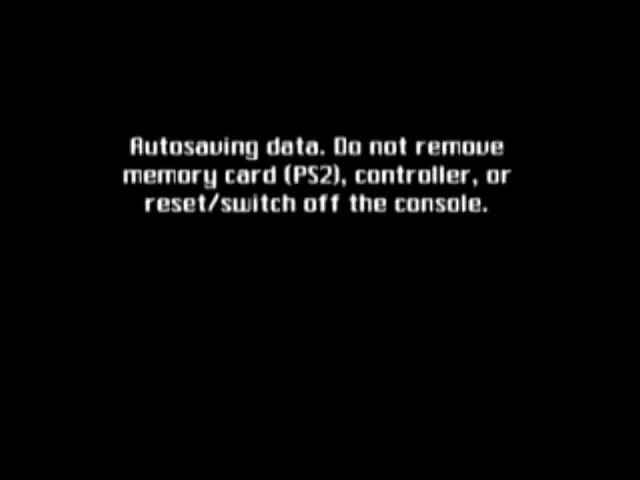 Autosaving data. Do not remove
memory card (PS2), controller, or
reset/switch off the console.